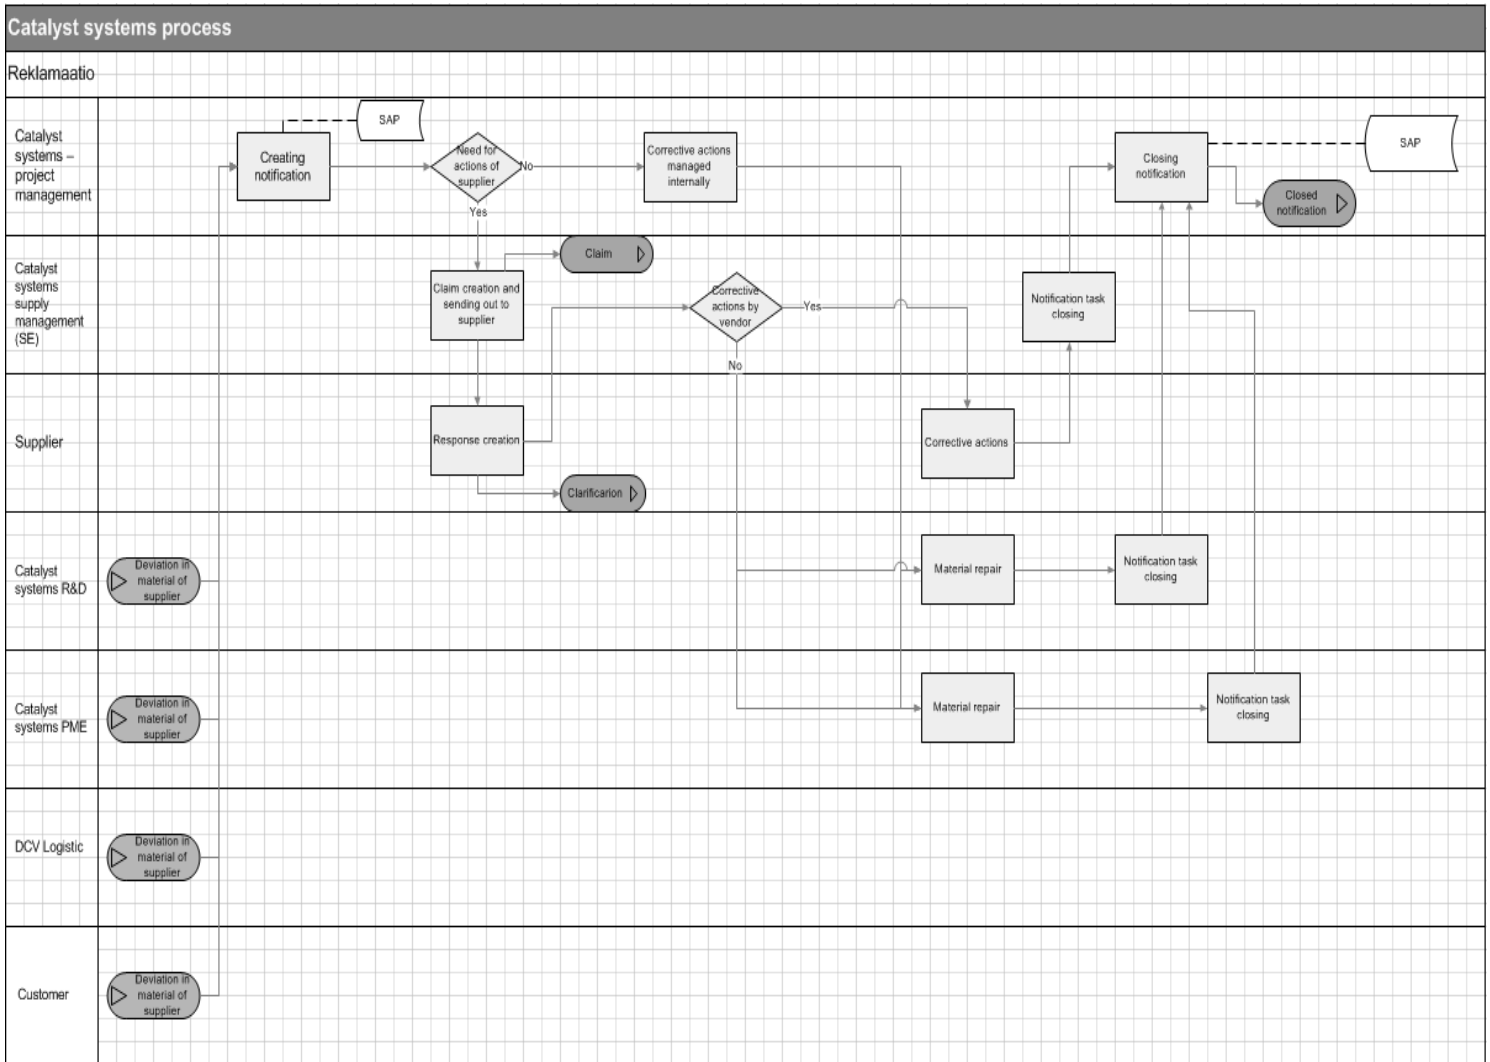 Catalyst systems process
Reklamaatio
Catalyst
systems –
project
management
SAP
Creating
notification
Need for
actions of
supplier
No
Yes
Corrective actions
managed
internally
Closing
notification
SAP
Closed
notification
Catalyst
systems
supply
management
(SE)
Claim
Claim creation and
sending out to
supplier
Corrective
actions by
vendor
Yes
No
Notification task
closing
Supplier
Response creation
Clarificarion
Corrective actions
Catalyst
systems R&D
Deviation in
material of
supplier
Material repair
Notification task
closing
Catalyst
systems PME
Deviation in
material of
supplier
Material repair
Notification task
closing
DCV Logistic
Deviation in
material of
supplier
Customer
Deviation in
material of
supplier